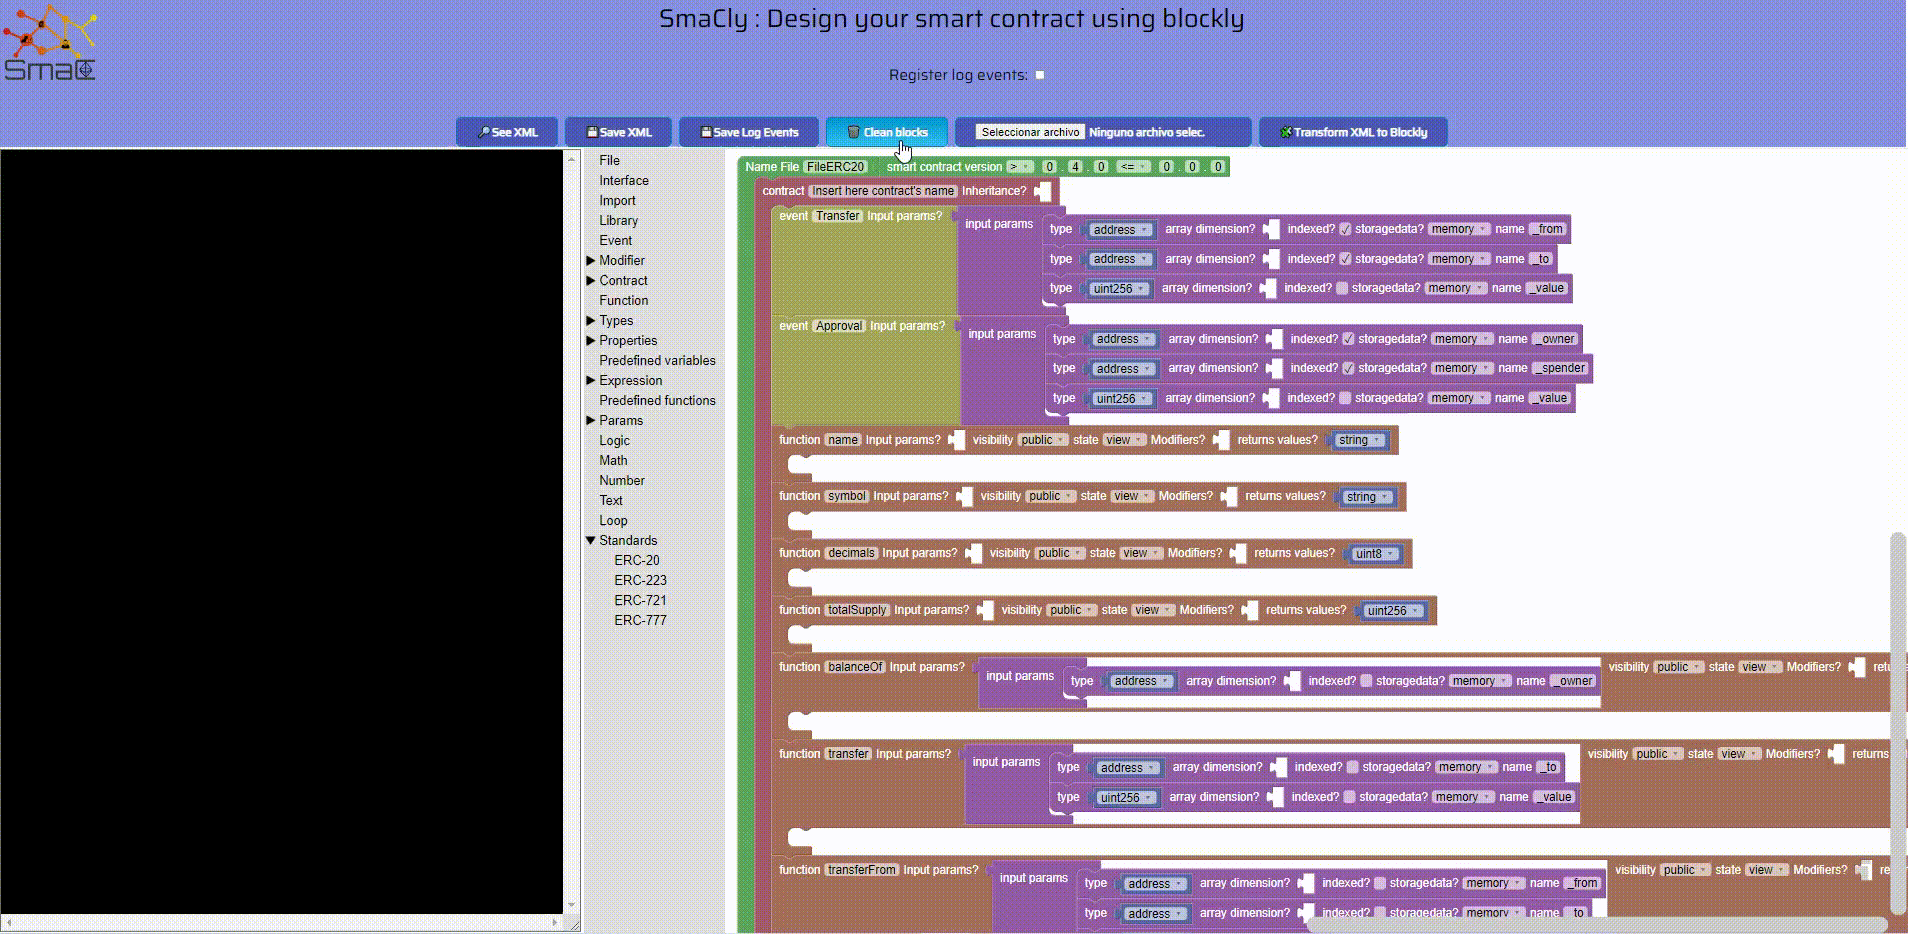 SmaCly : Design your smart contract using blockly
SmaC
Register log events:
See XML Save XML Save Log Events Clean blocks Seleccionar archivo Ninguno archivo selec. Transform XML to Blockly
File
Interface
Import
Library
Event
Modifier
Contract
Function
Types
Properties
Predefined variables
Expression
Predefined functions
Params
Logic
Math
Number
Text
Loop
Standards
ERC-20
ERC-223
ERC-721
ERC-777
Name File FileERC20 smart contract version > 0 . 4 . 0 <= 0 . 0 . 0
contract Insert here contract's name Inheritance?
event Transfer Input params? input params
type address array dimension? indexed? storagedata? memory name _from
type address array dimension? indexed? storagedata? memory name _to
type uint256 array dimension? indexed? storagedata? memory name _value
event Approval Input params? input params
type address array dimension? indexed? storagedata? memory name _owner
type address array dimension? indexed? storagedata? memory name _spender
type uint256 array dimension? indexed? storagedata? memory name _value
function name Input params? visibility public state view Modifiers? returns values? string
function symbol Input params? visibility public state view Modifiers? returns values? string
function decimals Input params? visibility public state view Modifiers? returns values? uint8
function totalSupply Input params? visibility public state view Modifiers? returns values? uint256
function balanceOf Input params? input params type address array dimension? indexed? storagedata? memory name _owner visibility public state view Modifiers?
function transfer Input params? input params visibility public state view Modifiers? returns
type address array dimension? indexed? storagedata? memory name _to
type uint256 array dimension? indexed? storagedata? memory name _value
function transferFrom Input params? input params visibility public state view Modifiers?
type address array dimension? indexed? storagedata? memory name _from
type address array dimension? indexed? storagedata? memory name _to